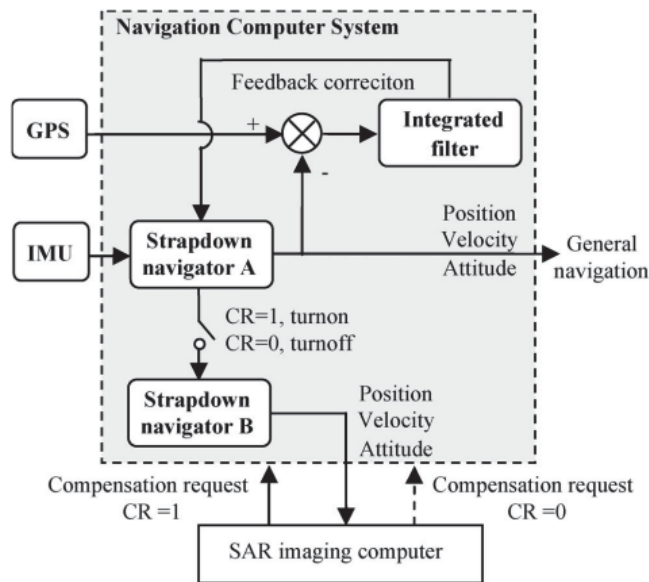 Navigation Computer System
Feedback correciton
GPS
+
Integrated
filter
-
IMU
Strapdown
navigator A
Position
Velocity
Attitude
General
navigation
CR=1, turnon
CR=0, turnoff
Strapdown
navigator B
Position
Velocity
Attitude
Compensation request
CR =1
Compensation request
CR =0
SAR imaging computer